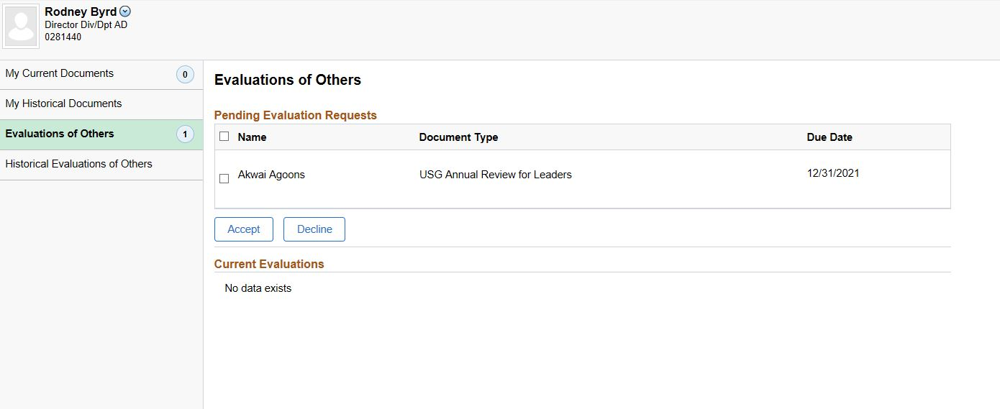 Rodney Byrd
Director Div/Dpt AD
0281440
My Current Documents 0
My Historical Documents
Evaluations of Others 1
Historical Evaluations of Others
Evaluations of Others
Pending Evaluation Requests
Name Document Type Due Date
Akwai Agoons USG Annual Review for Leaders 12/31/2021
Accept Decline
Current Evaluations
No data exists